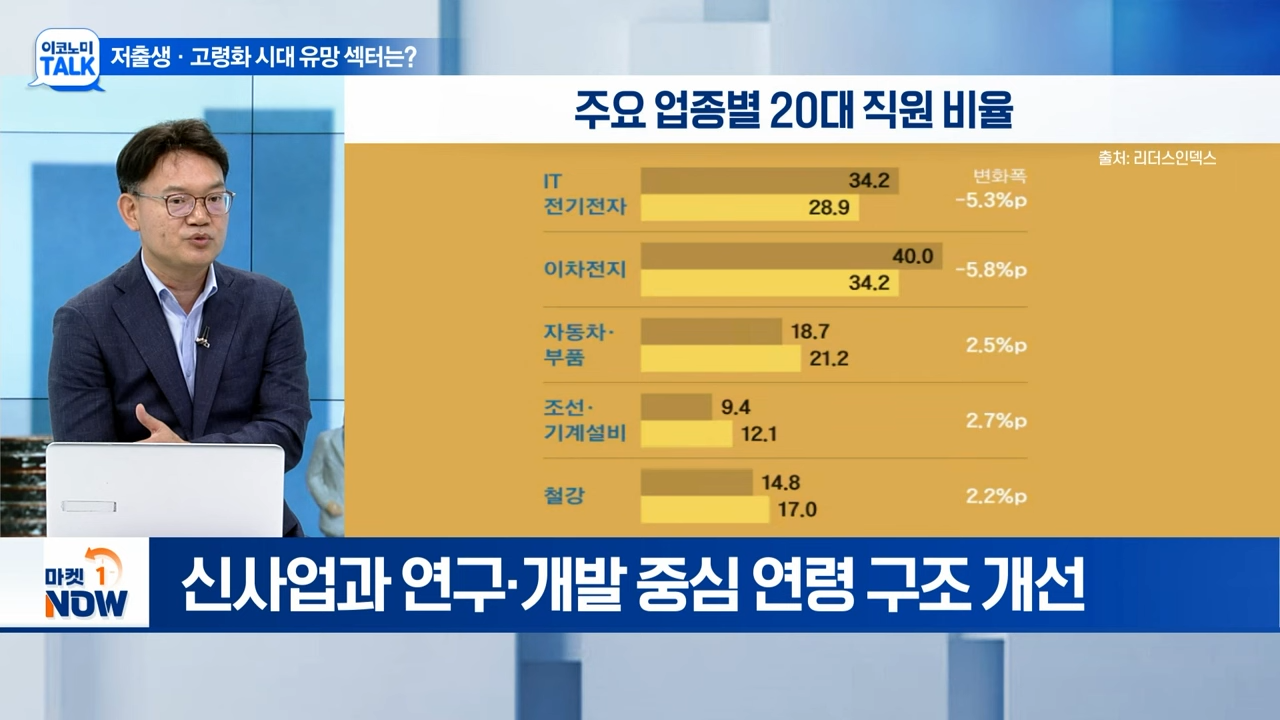 이코노미
TALK
저출생 · 고령화 시대 유망 섹터는?
주요 업종별 20대 직원 비율
출처: 리더스인덱스
변화폭
IT
전기전자
34.2
28.9
-5.3%p
이차전지
40.0
34.2
-5.8%p
자동차·
부품
18.7
21.2
2.5%p
조선·
기계설비
9.4
12.1
2.7%p
철강
14.8
17.0
2.2%p
마켓 1
NOW
신사업과 연구·개발 중심 연령 구조 개선